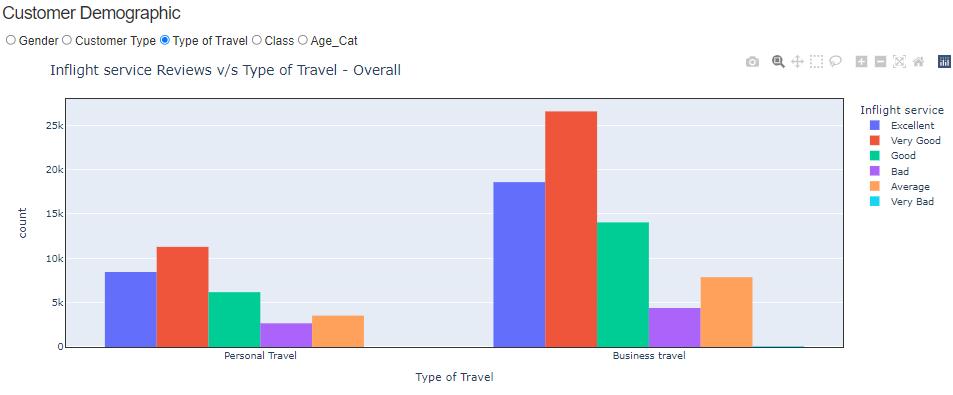 Customer Demographic
Gender Customer Type Type of Travel Class Age_Cat
Inflight service Reviews v/s Type of Travel - Overall
Inflight service
Excellent
Very Good
Good
Bad
Average
Very Bad
25k
20k
15k
10k
5k
0
count
Personal Travel Business travel
Type of Travel